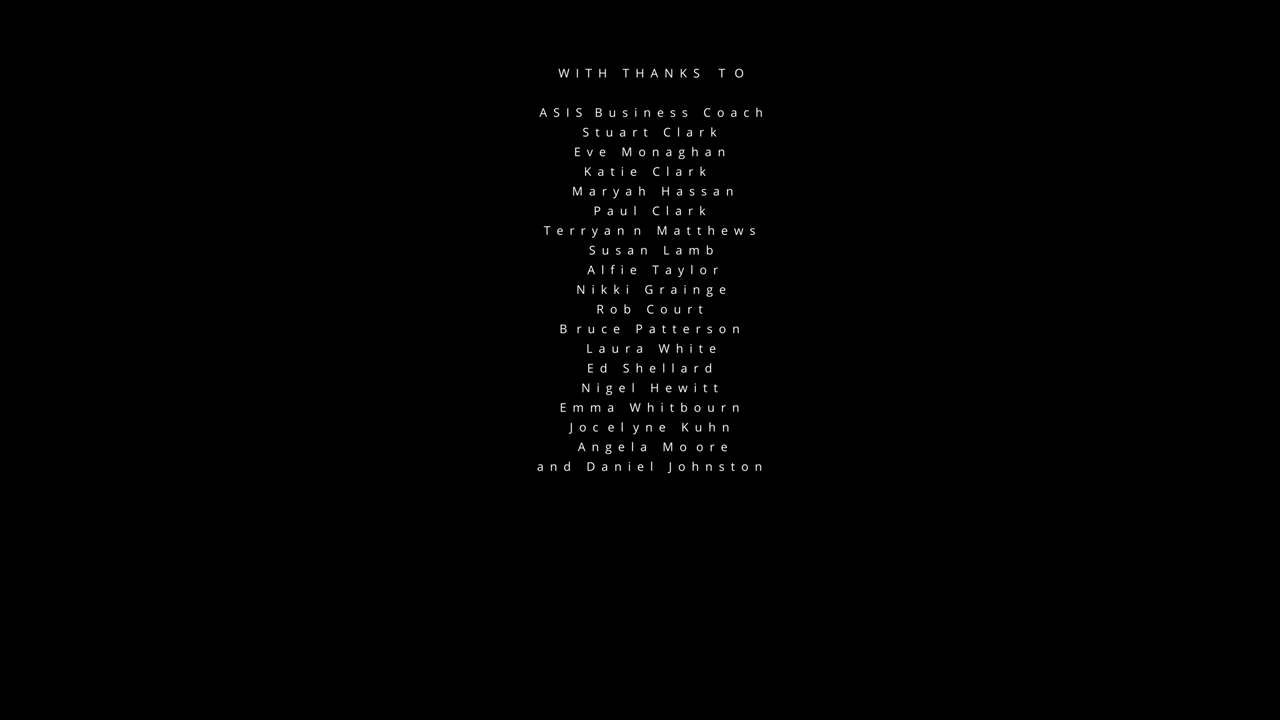 WITH THANKS TO
ASIS Business Coach
Stuart Clark
Eve Monaghan
Katie Clark
Maryah Hassan
Paul Clark
Terryann Matthews
Susan Lamb
Alfie Taylor
Nikki Grainge
Rob Court
Bruce Patterson
Laura White
Ed Shellard
Nigel Hewitt
Emma Whitbourn
Jocelyne Kuhn
Angela Moore
and Daniel Johnston